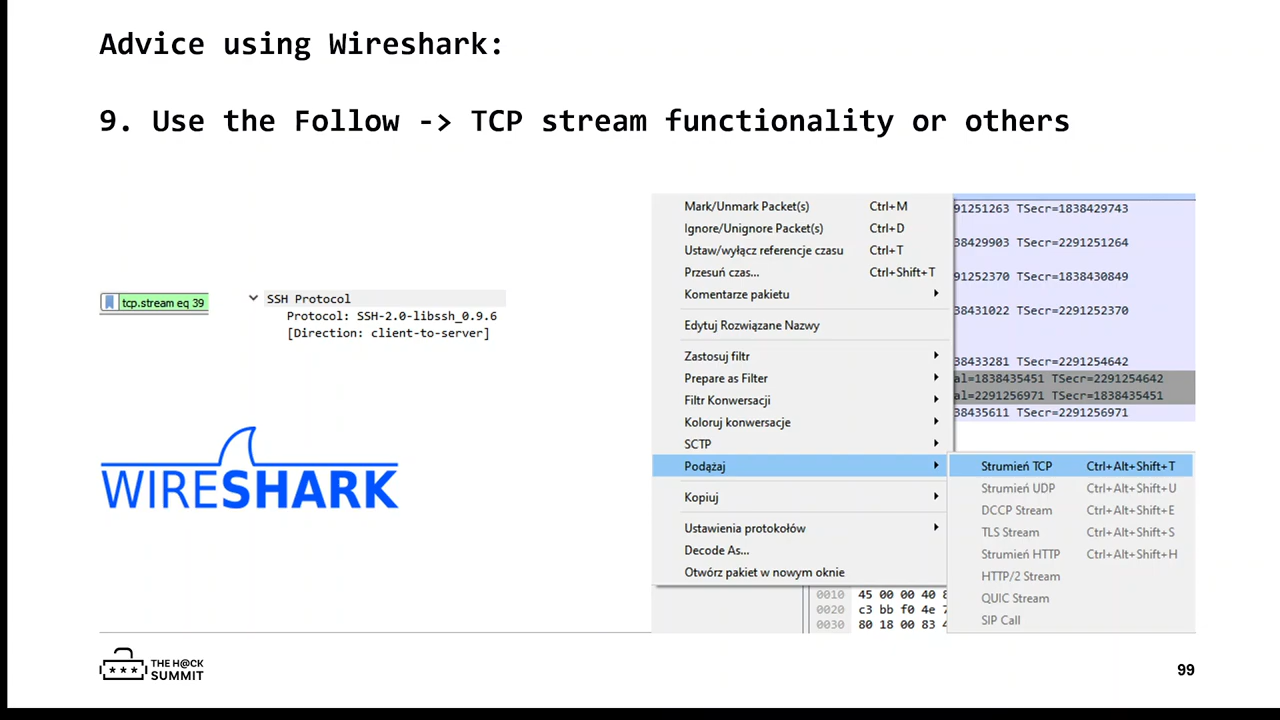 Advice using Wireshark:
9. Use the Follow -> TCP stream functionality or others
tcp.stream eq 39
SSH Protocol
Protocol: SSH-2.0-libssh_0.9.6
[Direction: client-to-server]
WIRESHARK
Mark/Unmark Packet(s) Ctrl+M
Ignore/Unignore Packet(s) Ctrl+D
Ustaw/wyłącz referencje czasu Ctrl+T
Przesuń czas... Ctrl+Shift+T
Komentarze pakietu
Edytuj Rozwiązane Nazwy
Zastosuj filtr
Prepare as Filter
Filtr Konwersacji
Koloruj konwersacje
SCTP
Podążaj
Kopiuj
Ustawienia protokołów
Decode As...
Otwórz pakiet w nowym oknie
91251263 TSecr=1838429743
38429903 TSecr=2291251264
91252370 TSecr=1838430849
38431022 TSecr=2291252370
38433281 TSecr=2291254642
al=1838435451 TSecr=2291254642
al=2291256971 TSecr=1838435451
38435611 TSecr=2291256971
Strumień TCP Ctrl+Alt+Shift+T
Strumień UDP Ctrl+Alt+Shift+U
DCCP Stream Ctrl+Alt+Shift+E
TLS Stream Ctrl+Alt+Shift+S
Strumień HTTP Ctrl+Alt+Shift+H
HTTP/2 Stream
QUIC Stream
SIP Call
0010 45 00 00 40
0020 c3 bb f0 4e
0030 80 18 00 83
THE H@CK
SUMMIT
99